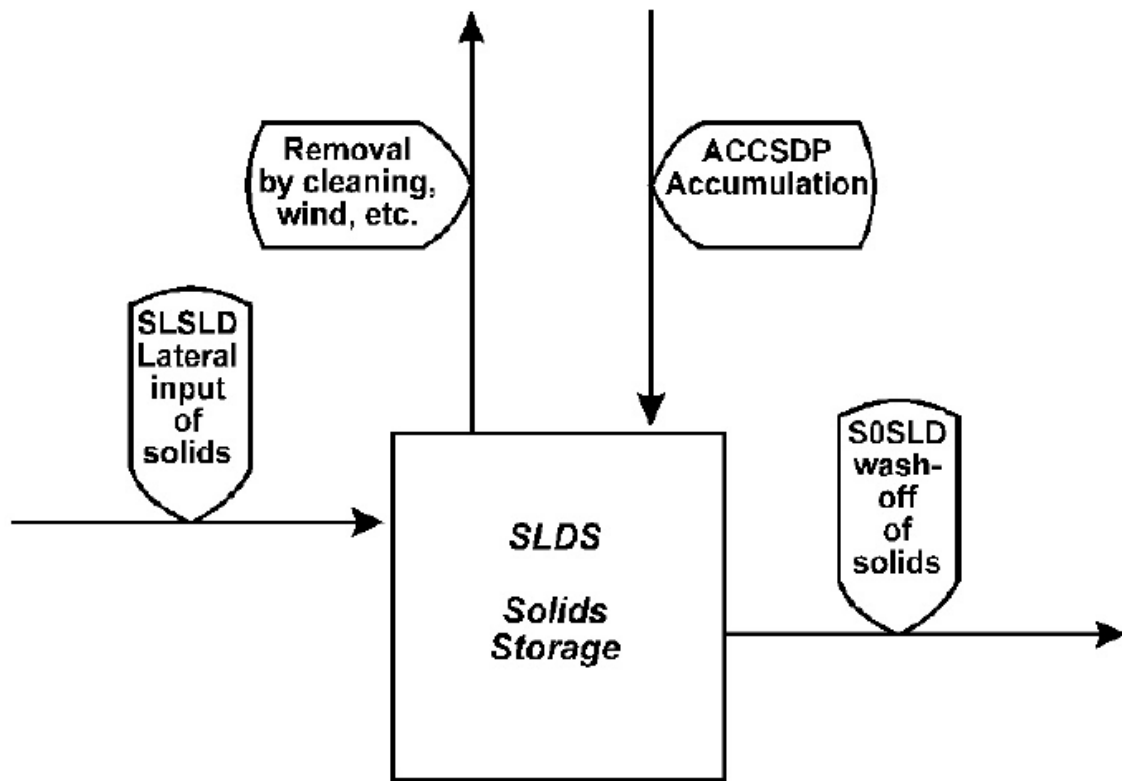 Removal
by cleaning,
wind, etc.
ACCSDP
Accumulation
SLSLD
Lateral
input
of
solids
S0SLD
wash-
off
of
solids
SLDS
Solids
Storage